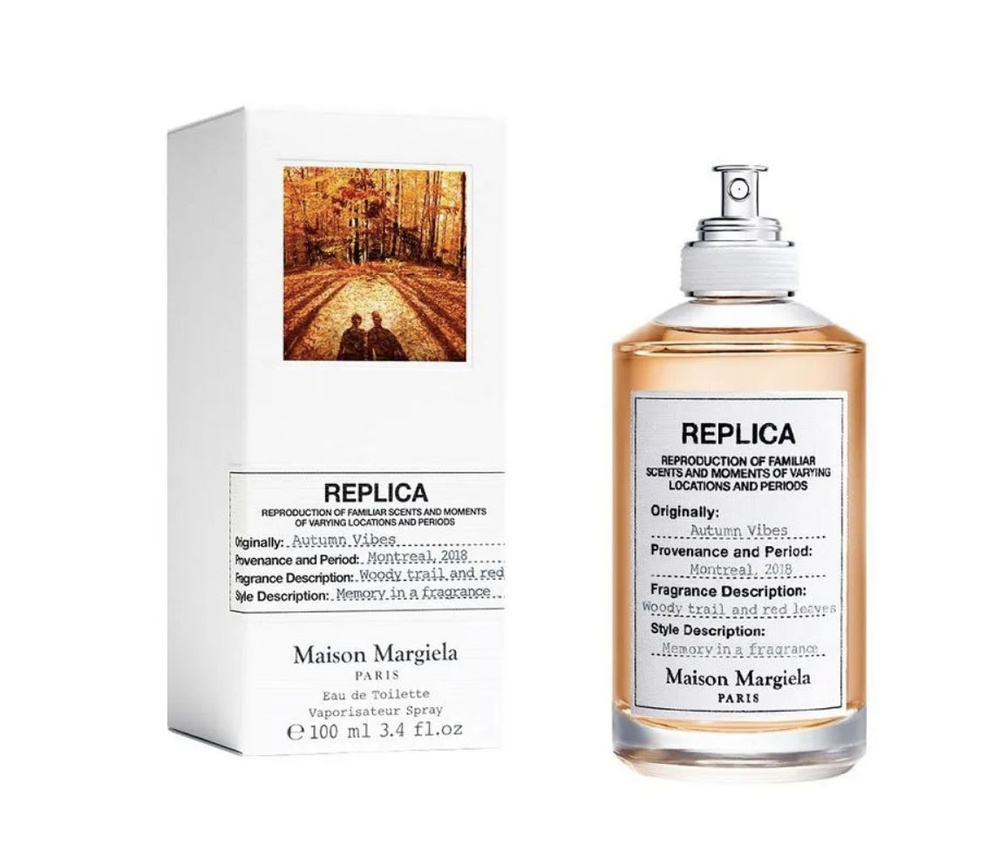 REPLICA
REPRODUCTION OF FAMILIAR SCENTS AND MOMENTS
OF VARYING LOCATIONS AND PERIODS
Originally: Autumn Vibes
Provenance and Period: Montreal, 2018
Fragrance Description: Woody trail and red
Style Description: Memory in a fragrance
Maison Margiela
PARIS
Eau de Toilette
Vaporisateur Spray
℮ 100 ml 3.4 fl.oz
REPLICA
REPRODUCTION OF FAMILIAR
SCENTS AND MOMENTS OF VARYING
LOCATIONS AND PERIODS
Originally:
Autumn Vibes
Provenance and Period:
Montreal, 2018
Fragrance Description:
Woody trail and red leaves
Style Description:
Memory in a fragrance
Maison Margiela
PARIS